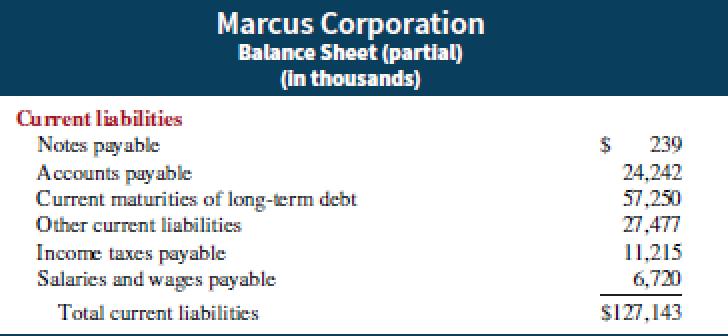 Marcus Corporation
Balance Sheet (partial)
(in thousands)
Current liabilities
Notes payable $ 239
Accounts payable 24,242
Current maturities of long-term debt 57,250
Other current liabilities 27,477
Income taxes payable 11,215
Salaries and wages payable 6,720
Total current liabilities $127,143